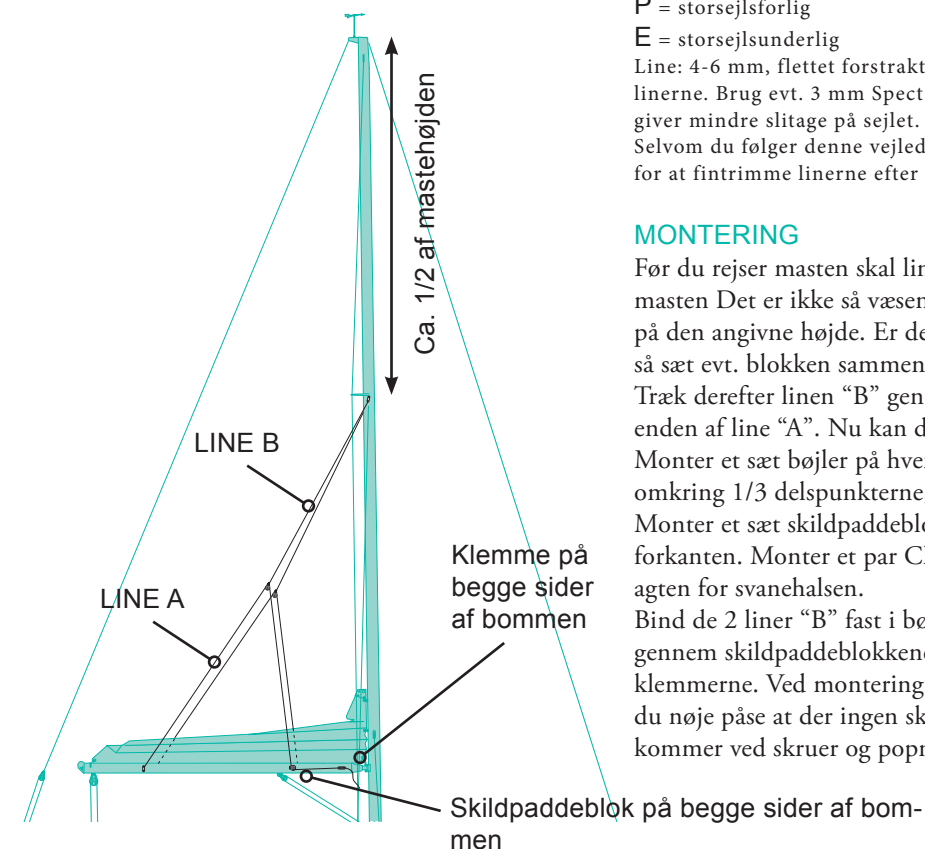 Ca. 1/2 af mastehøjden
LINE B
LINE A
Klemme på
begge sider
af bommen
Skildpaddeblok på begge sider af bom-
men
P = storsejlsforlig
E = storsejlsunderlig
Line: 4-6 mm, flettet forstrakt
linerne. Brug evt. 3 mm Spect
giver mindre slitage på sejlet.
Selvom du følger denne vejled
for at fintrimme linerne efter
MONTERING
Før du rejser masten skal lin
masten Det er ikke så væsen
på den angivne højde. Er de
så sæt evt. blokken sammen
Træk derefter linen “B” gen
enden af line “A”. Nu kan d
Monter et sæt bøjler på hver
omkring 1/3 delspunkterne
Monter et sæt skildpaddeblo
forkanten. Monter et par Cl
agten for svanehalsen.
Bind de 2 liner “B” fast i bø
gennem skildpaddeblokkene
klemmerne. Ved montering
du nøje påse at der ingen sk
kommer ved skruer og popn